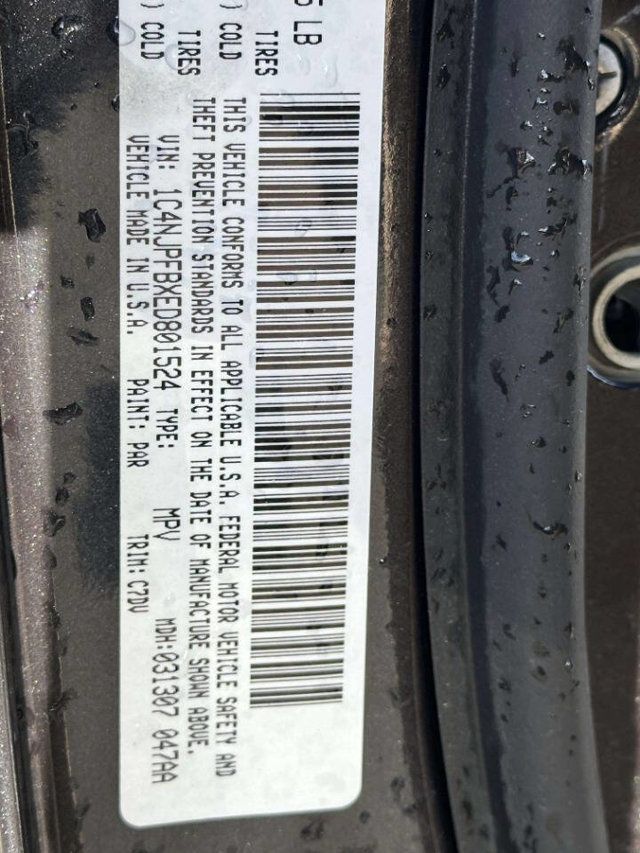 5 LB
TIRES
) COLD
TIRES
) COLD
THIS VEHICLE CONFORMS TO ALL APPLICABLE U.S.A. FEDERAL MOTOR VEHICLE SAFETY AND
THEFT PREVENTION STANDARDS IN EFFECT ON THE DATE OF MANUFACTURE SHOWN ABOVE.
VIN: 1C4NJPFBXED801524 TYPE: MPV MDH:031307 047AA
VEHICLE MADE IN U.S.A. PAINT: PAR TRIM: C7DV